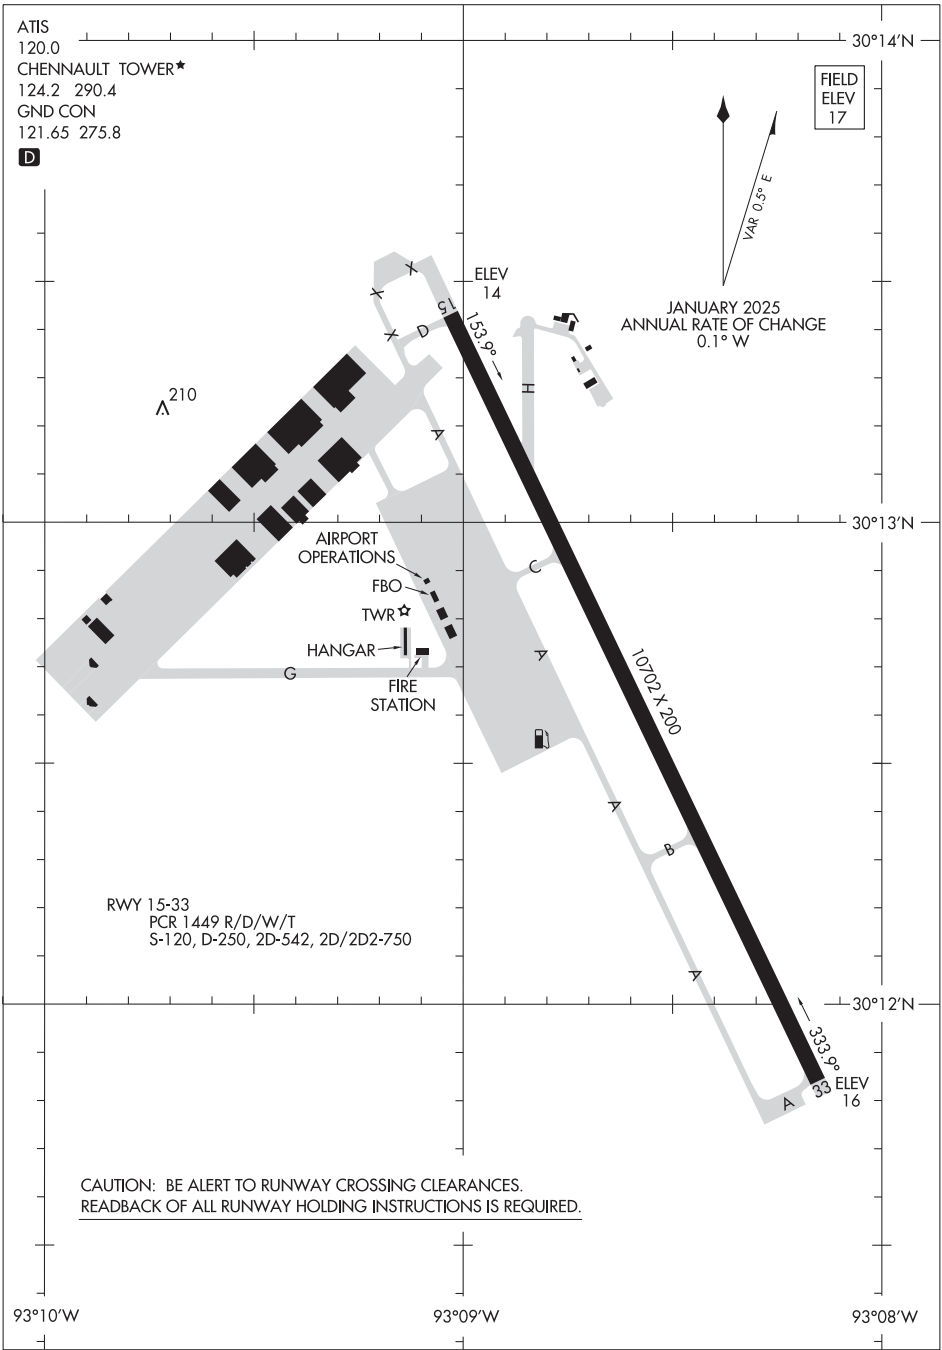 ATIS
120.0
CHENNAULT TOWER★
124.2 290.4
GND CON
121.65 275.8
D
30°14'N
FIELD
ELEV
17
VAR 0.5° E
JANUARY 2025
ANNUAL RATE OF CHANGE
0.1° W
X
X
X
ELEV
14
15
153.9°
D
H
210
A
30°13'N
AIRPORT
OPERATIONS
FBO
TWR
HANGAR
FIRE
STATION
C
A
G
10702 X 200
A
B
RWY 15-33
PCR 1449 R/D/W/T
S-120, D-250, 2D-542, 2D/2D2-750
A
30°12'N
333.9°
33
ELEV
16
A
CAUTION: BE ALERT TO RUNWAY CROSSING CLEARANCES.
READBACK OF ALL RUNWAY HOLDING INSTRUCTIONS IS REQUIRED.
93°10'W
93°09'W
93°08'W